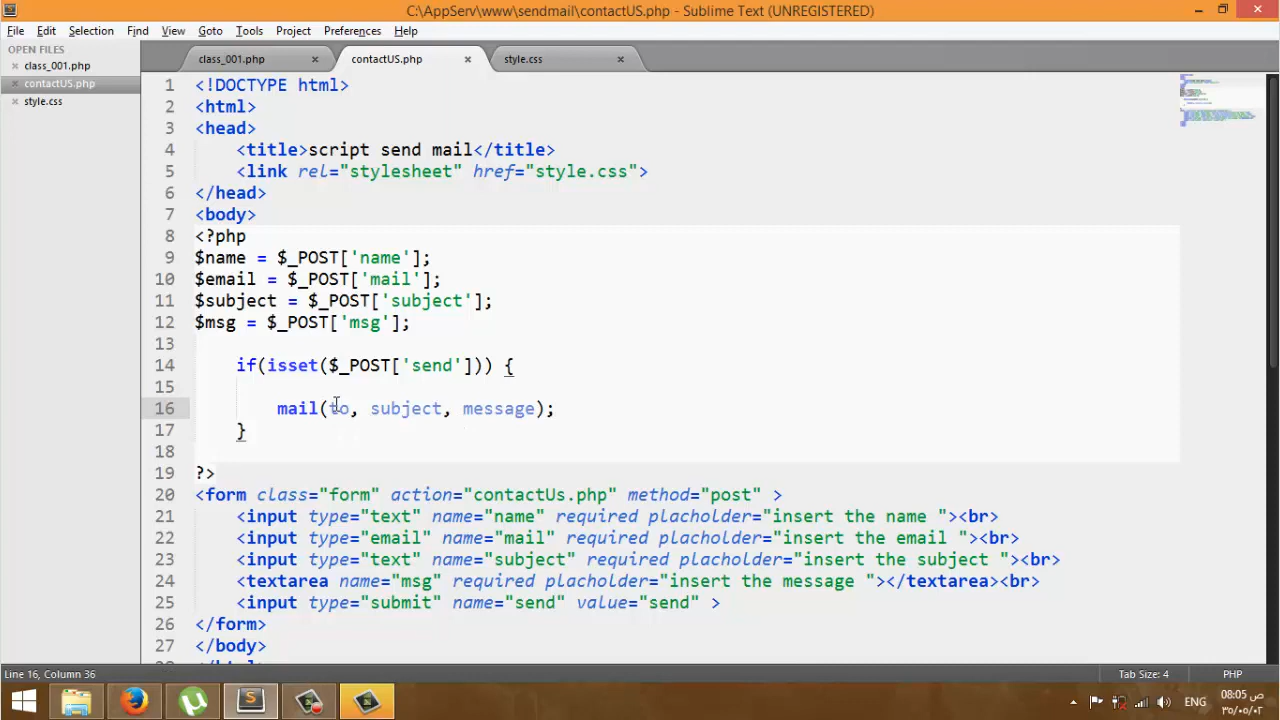 C:\AppServ\www\sendmail\contactUS.php - Sublime Text (UNREGISTERED)
File Edit Selection Find View Goto Tools Project Preferences Help
OPEN FILES
class_001.php
contactUS.php
style.css
class_001.php contactUS.php style.css
1 <!DOCTYPE html>
2 <html>
3 <head>
4 <title>script send mail</title>
5 <link rel="stylesheet" href="style.css">
6 </head>
7 <body>
8 <?php
9 $name = $_POST['name'];
10 $email = $_POST['mail'];
11 $subject = $_POST['subject'];
12 $msg = $_POST['msg'];
13
14 if(isset($_POST['send'])) {
15
16 mail(to, subject, message);
17 }
18
19 ?>
20 <form class="form" action="contactUs.php" method="post" >
21 <input type="text" name="name" required placholder="insert the name "><br>
22 <input type="email" name="mail" required placholder="insert the email "><br>
23 <input type="text" name="subject" required placholder="insert the subject "><br>
24 <textarea name="msg" required placholder="insert the message "></textarea><br>
25 <input type="submit" name="send" value="send" >
26 </form>
27 </body>
Line 16, Column 36 Tab Size: 4 PHP
ENG
08:05 ص
٣٥/٠٥/٠٢